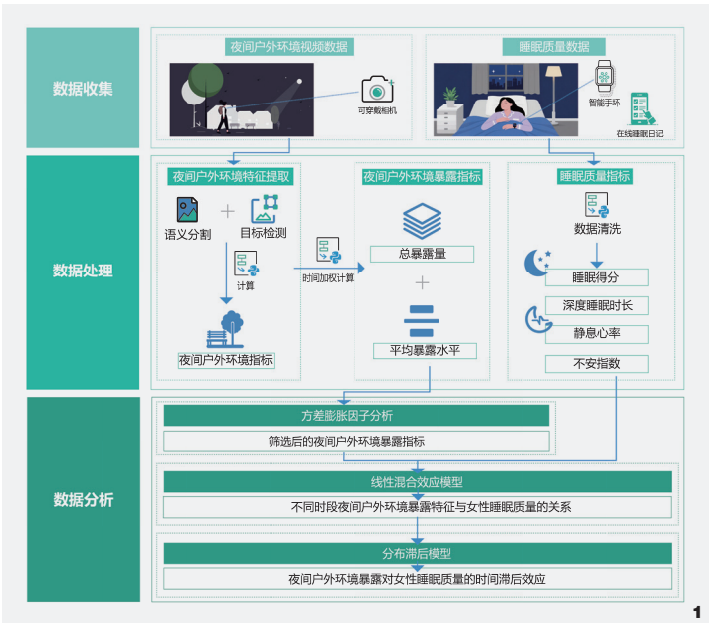 数据收集
夜间户外环境视频数据
可穿戴相机
睡眠质量数据
智能手环
在线睡眠日记
数据处理
夜间户外环境特征提取
语义分割
目标检测
计算
夜间户外环境指标
时间加权计算
夜间户外环境暴露指标
总暴露量
平均暴露水平
睡眠质量指标
数据清洗
睡眠得分
深度睡眠时长
静息心率
不安指数
数据分析
方差膨胀因子分析
筛选后的夜间户外环境暴露指标
线性混合效应模型
不同时段夜间户外环境暴露特征与女性睡眠质量的关系
分布滞后模型
夜间户外环境暴露对女性睡眠质量的时间滞后效应
1